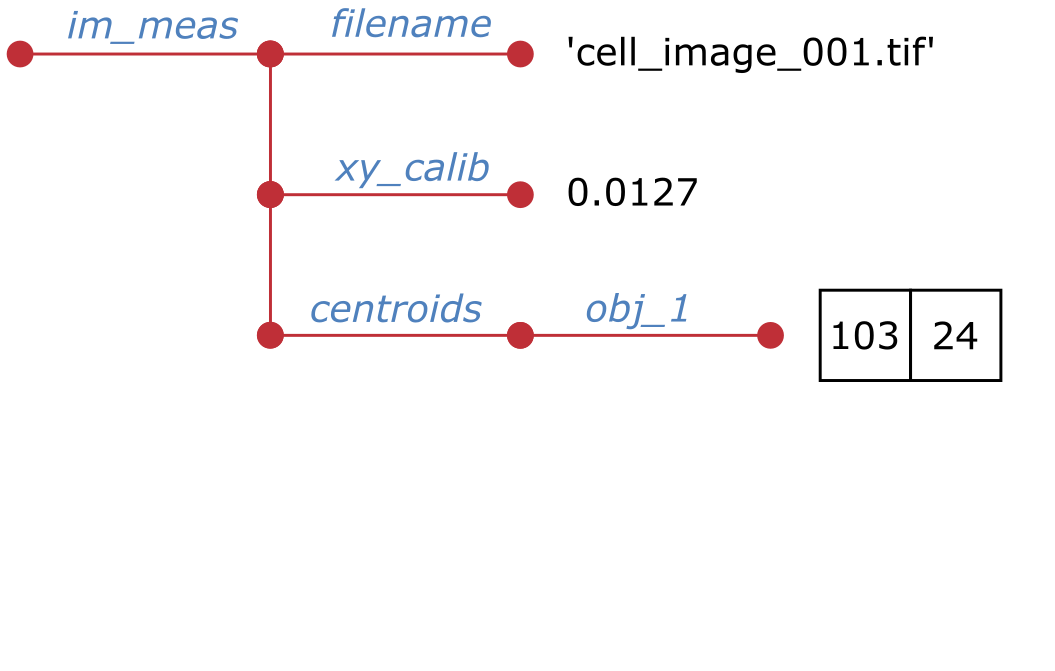 im_meas
filename
'cell_image_001.tif'
xy_calib
0.0127
centroids
obj_1
103 24